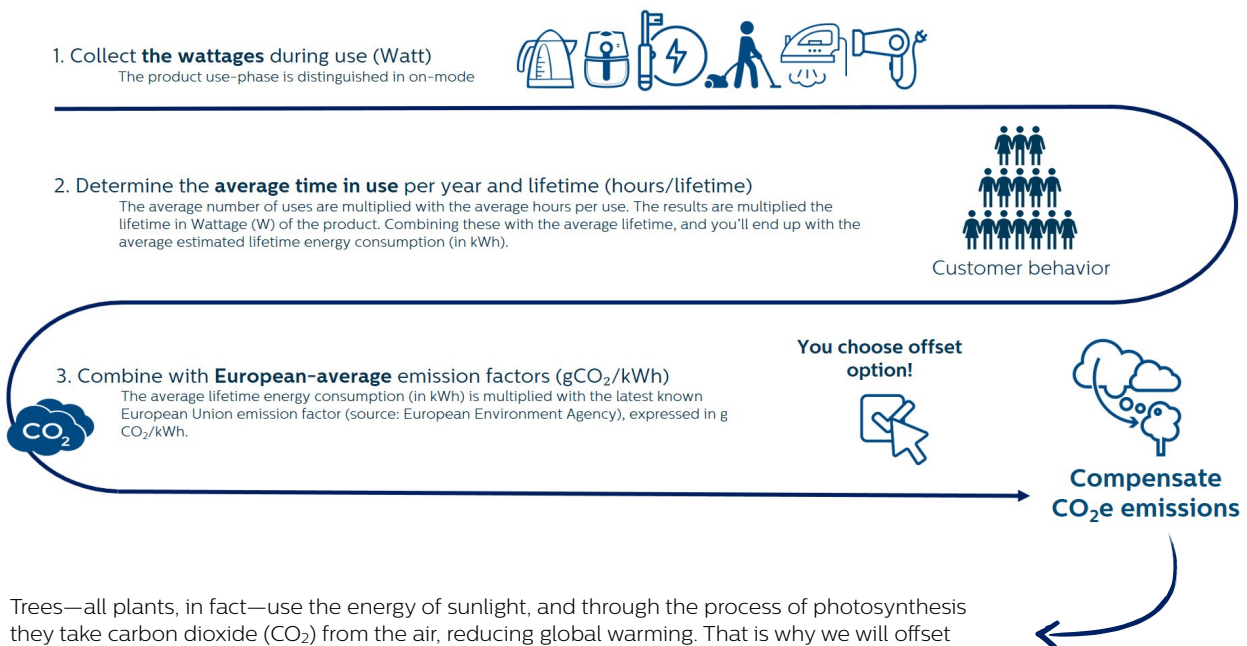 1. Collect the wattages during use (Watt)
The product use-phase is distinguished in on-mode
2. Determine the average time in use per year and lifetime (hours/lifetime)
The average number of uses are multiplied with the average hours per use. The results are multiplied the
lifetime in Wattage (W) of the product. Combining these with the average lifetime, and you’ll end up with the
average estimated lifetime energy consumption (in kWh).
Customer behavior
3. Combine with European-average emission factors (gCO₂/kWh)
The average lifetime energy consumption (in kWh) is multiplied with the latest known
European Union emission factor (source: European Environment Agency), expressed in g
CO₂/kWh.
CO₂
You choose offset
option!
Compensate
CO₂e emissions
Trees—all plants, in fact—use the energy of sunlight, and through the process of photosynthesis
they take carbon dioxide (CO₂) from the air, reducing global warming. That is why we will offset